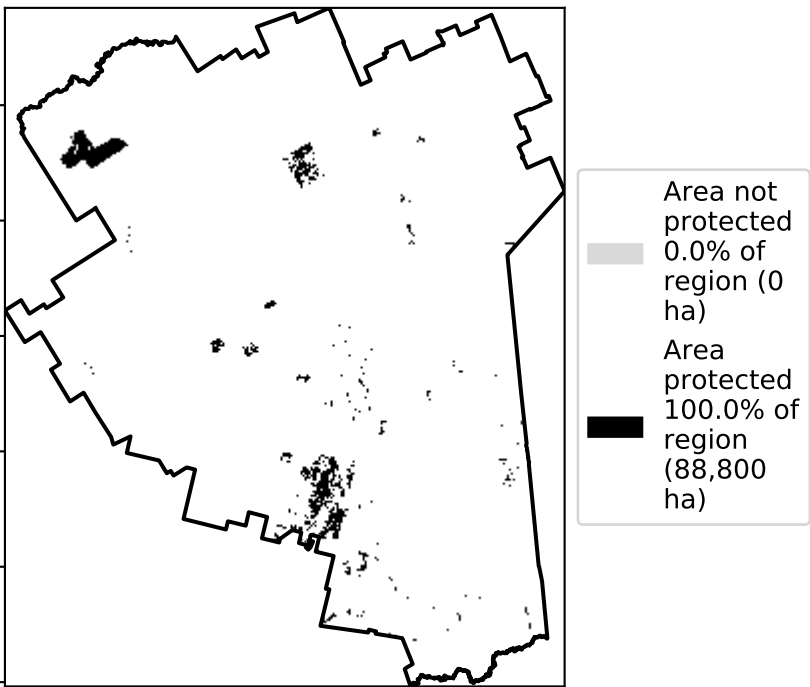 Area not
protected
0.0% of
region (0
ha)
Area
protected
100.0% of
region
(88,800
ha)